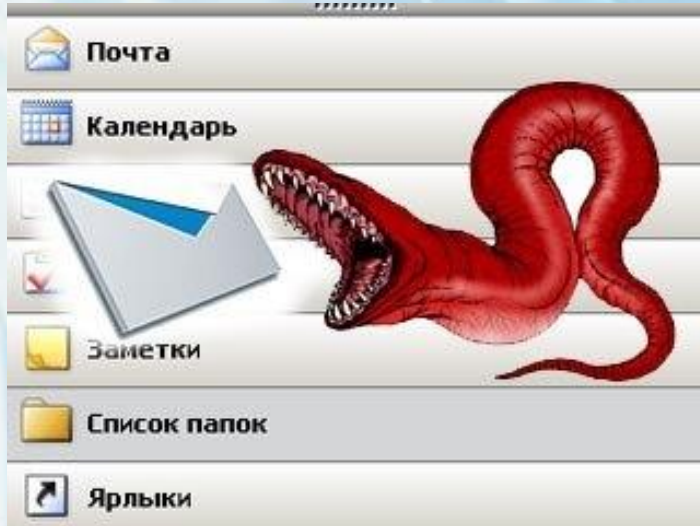 Почта
Календарь
Заметки
Список папок
Ярлыки